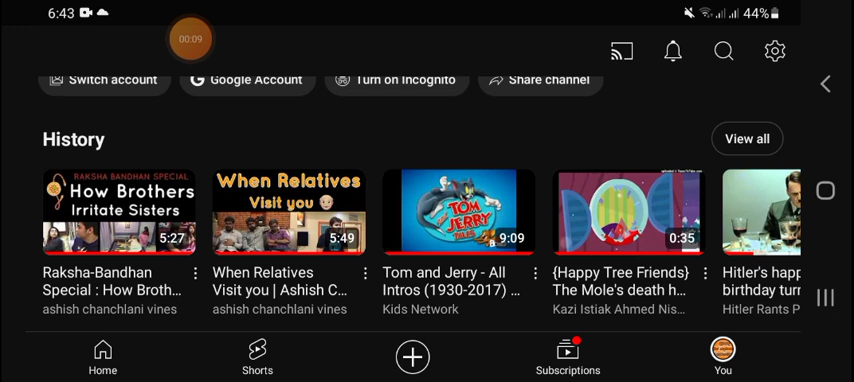 6:43
44%
00:09
Switch account
Google Account
Turn on Incognito
Share channel
History
View all
RAKSHA BANDHAN SPECIAL
How Brothers
Irritate Sisters
5:27
When Relatives
Visit you
5:49
TOM
AND
JERRY
TALES
9:09
0:35
Raksha-Bandhan
Special : How Broth...
ashish chanchlani vines
When Relatives
Visit you | Ashish C...
ashish chanchlani vines
Tom and Jerry - All
Intros (1930-2017) ...
Kids Network
{Happy Tree Friends}
The Mole's death h...
Kazi Istiak Ahmed Nis...
Hitler's hap
birthday tur
Hitler Rants P
Home
Shorts
Subscriptions
You